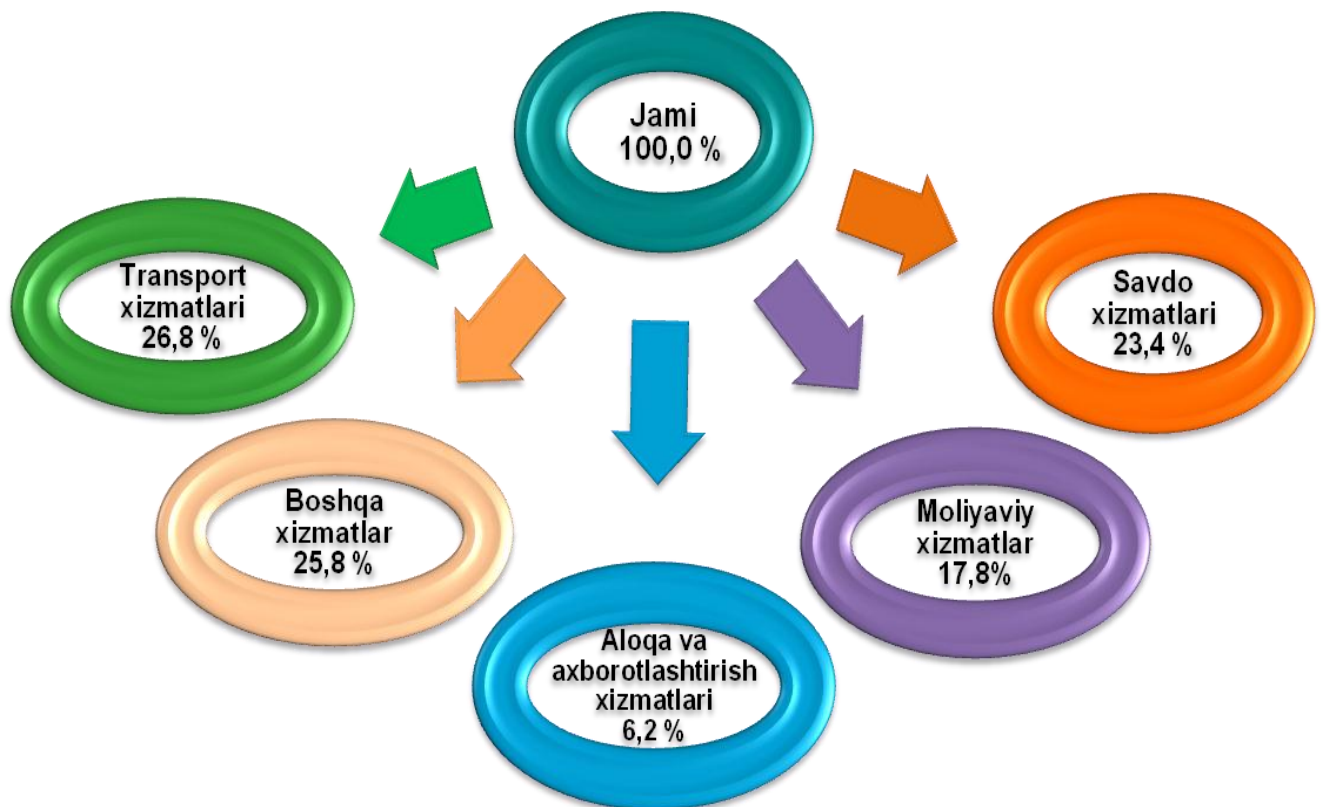 Jami
100,0 %
Transport
xizmatlari
26,8 %
Savdo
xizmatlari
23,4 %
Boshqa
xizmatlar
25,8 %
Moliyaviy
xizmatlar
17,8%
Aloqa va
axborotlashtirish
xizmatlari
6,2 %